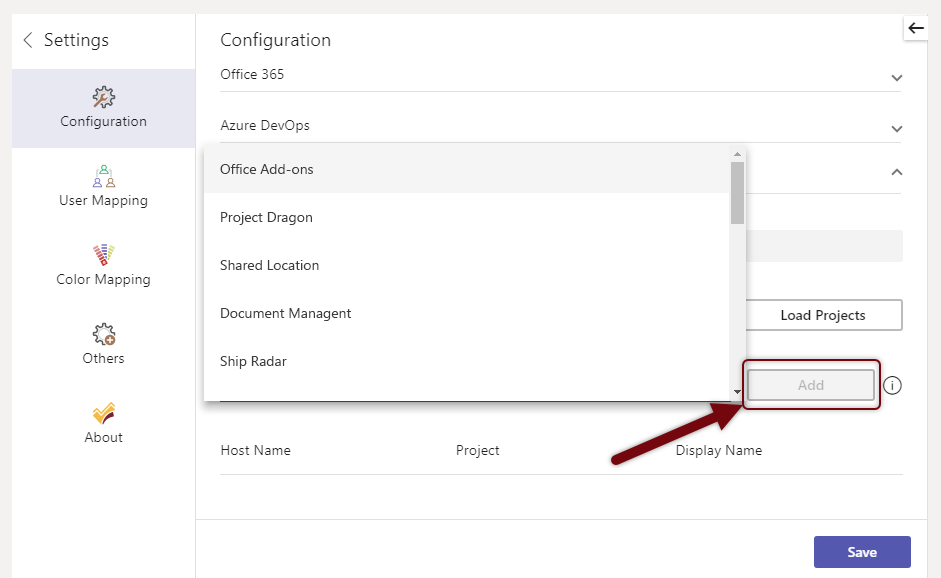 Settings
Configuration
User Mapping
Color Mapping
Others
About
Configuration
Office 365
Azure DevOps
Office Add-ons
Project Dragon
Shared Location
Document Managent
Ship Radar
Load Projects
Add
i
Host Name Project Display Name
Save